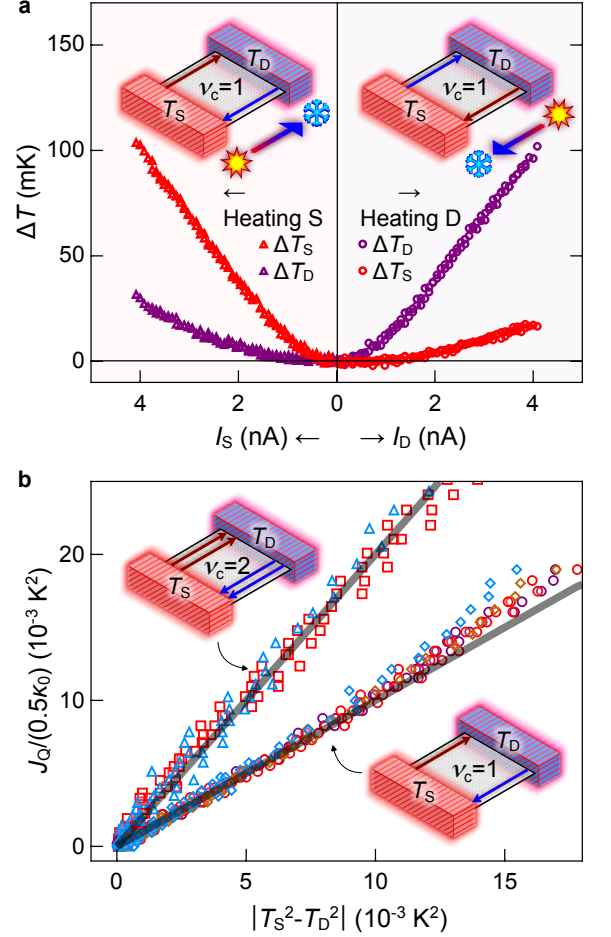 a
150
100
50
0
ΔT (mK)
T_D
ν_c=1
T_S
T_D
ν_c=1
T_S
←
→
Heating S
Heating D
ΔT_S
ΔT_D
ΔT_D
ΔT_S
4
2
0
2
4
I_S (nA) ←
→ I_D (nA)
b
20
10
0
J_Q/(0.5κ_0) (10^-3 K^2)
T_D
ν_c=2
T_S
T_D
ν_c=1
T_S
0
5
10
15
|T_S^2-T_D^2| (10^-3 K^2)